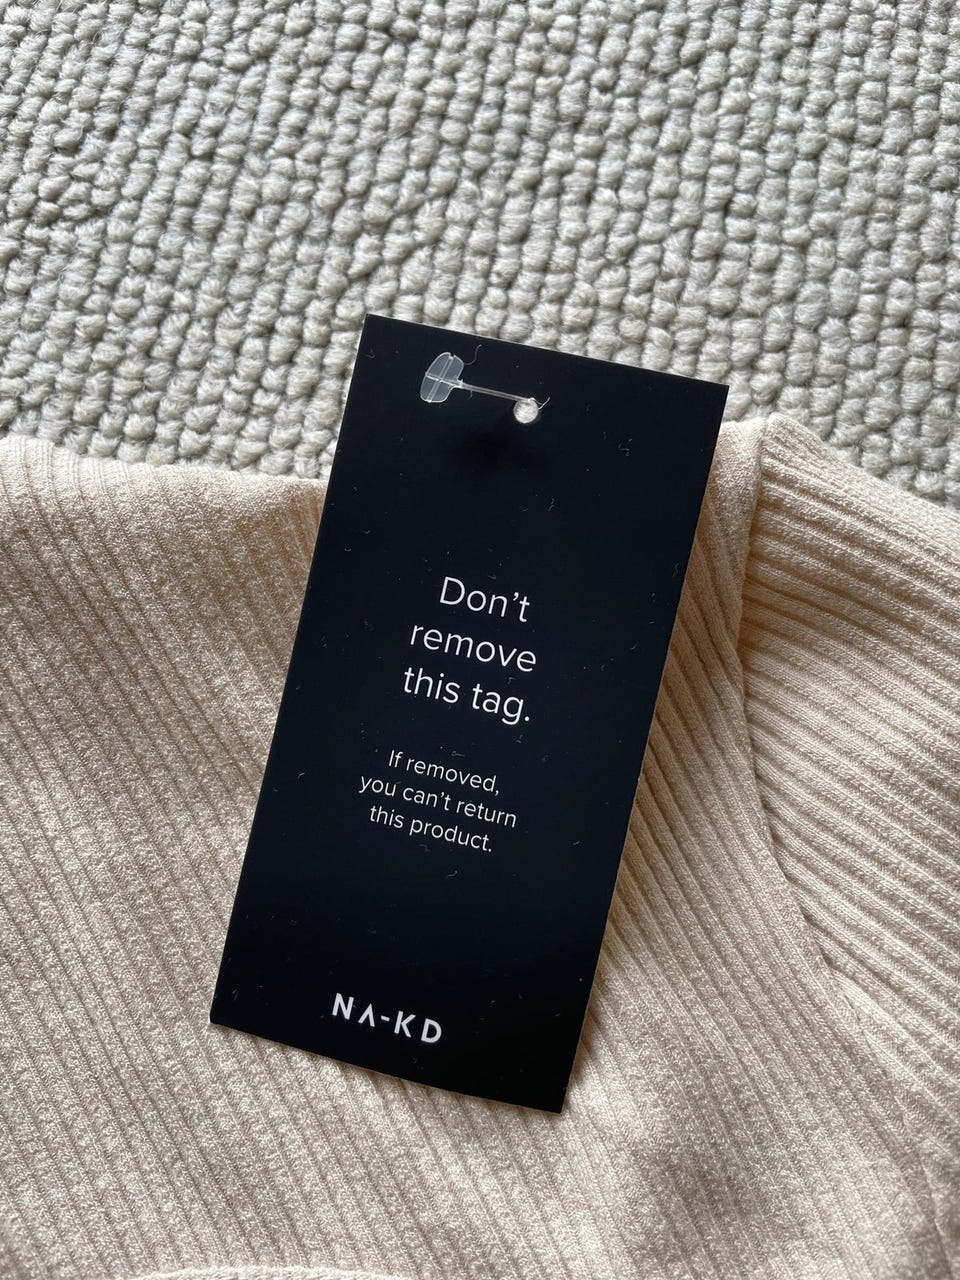 Don't
remove
this tag.
If removed,
you can't return
this product.
NA-KD